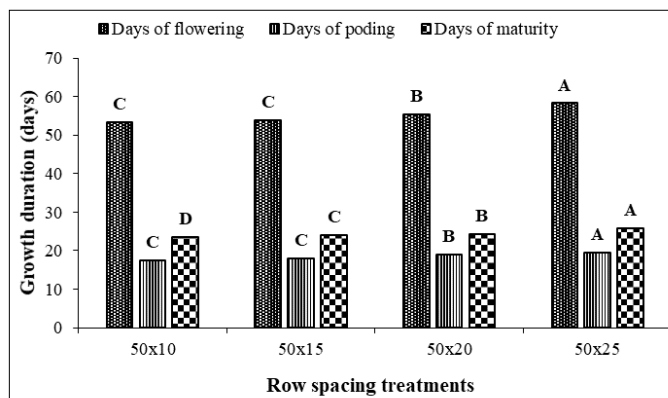 Days of flowering Days of poding Days of maturity
70
60
50
40
30
20
10
0
Growth duration (days)
C C D
C C C
B B B
A A A
50x10 50x15 50x20 50x25
Row spacing treatments